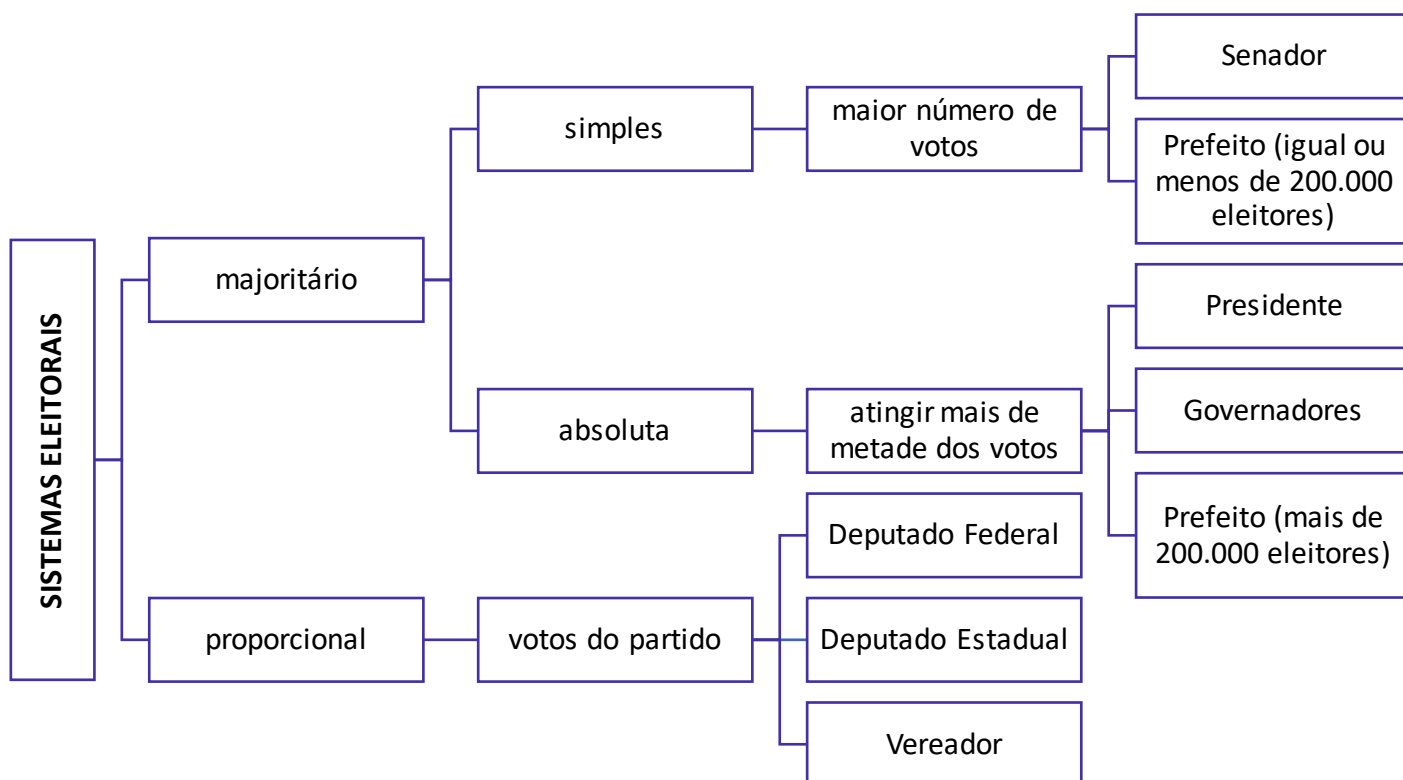 SISTEMAS ELEITORAIS
majoritário
simples
maior número de
votos
Senador
Prefeito (igual ou
menos de 200.000
eleitores)
absoluta
atingir mais de
metade dos votos
Presidente
Governadores
Prefeito (mais de
200.000 eleitores)
proporcional
votos do partido
Deputado Federal
Deputado Estadual
Vereador